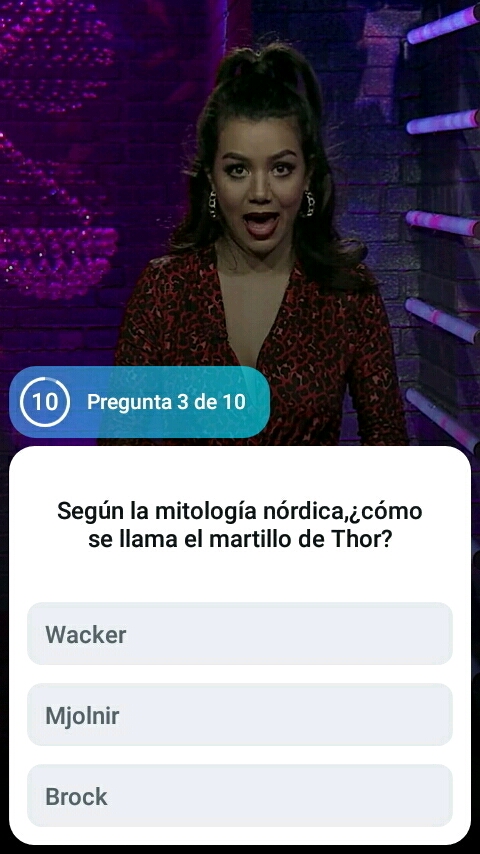 10 Pregunta 3 de 10
Según la mitología nórdica,¿cómo
se llama el martillo de Thor?
Wacker
Mjolnir
Brock